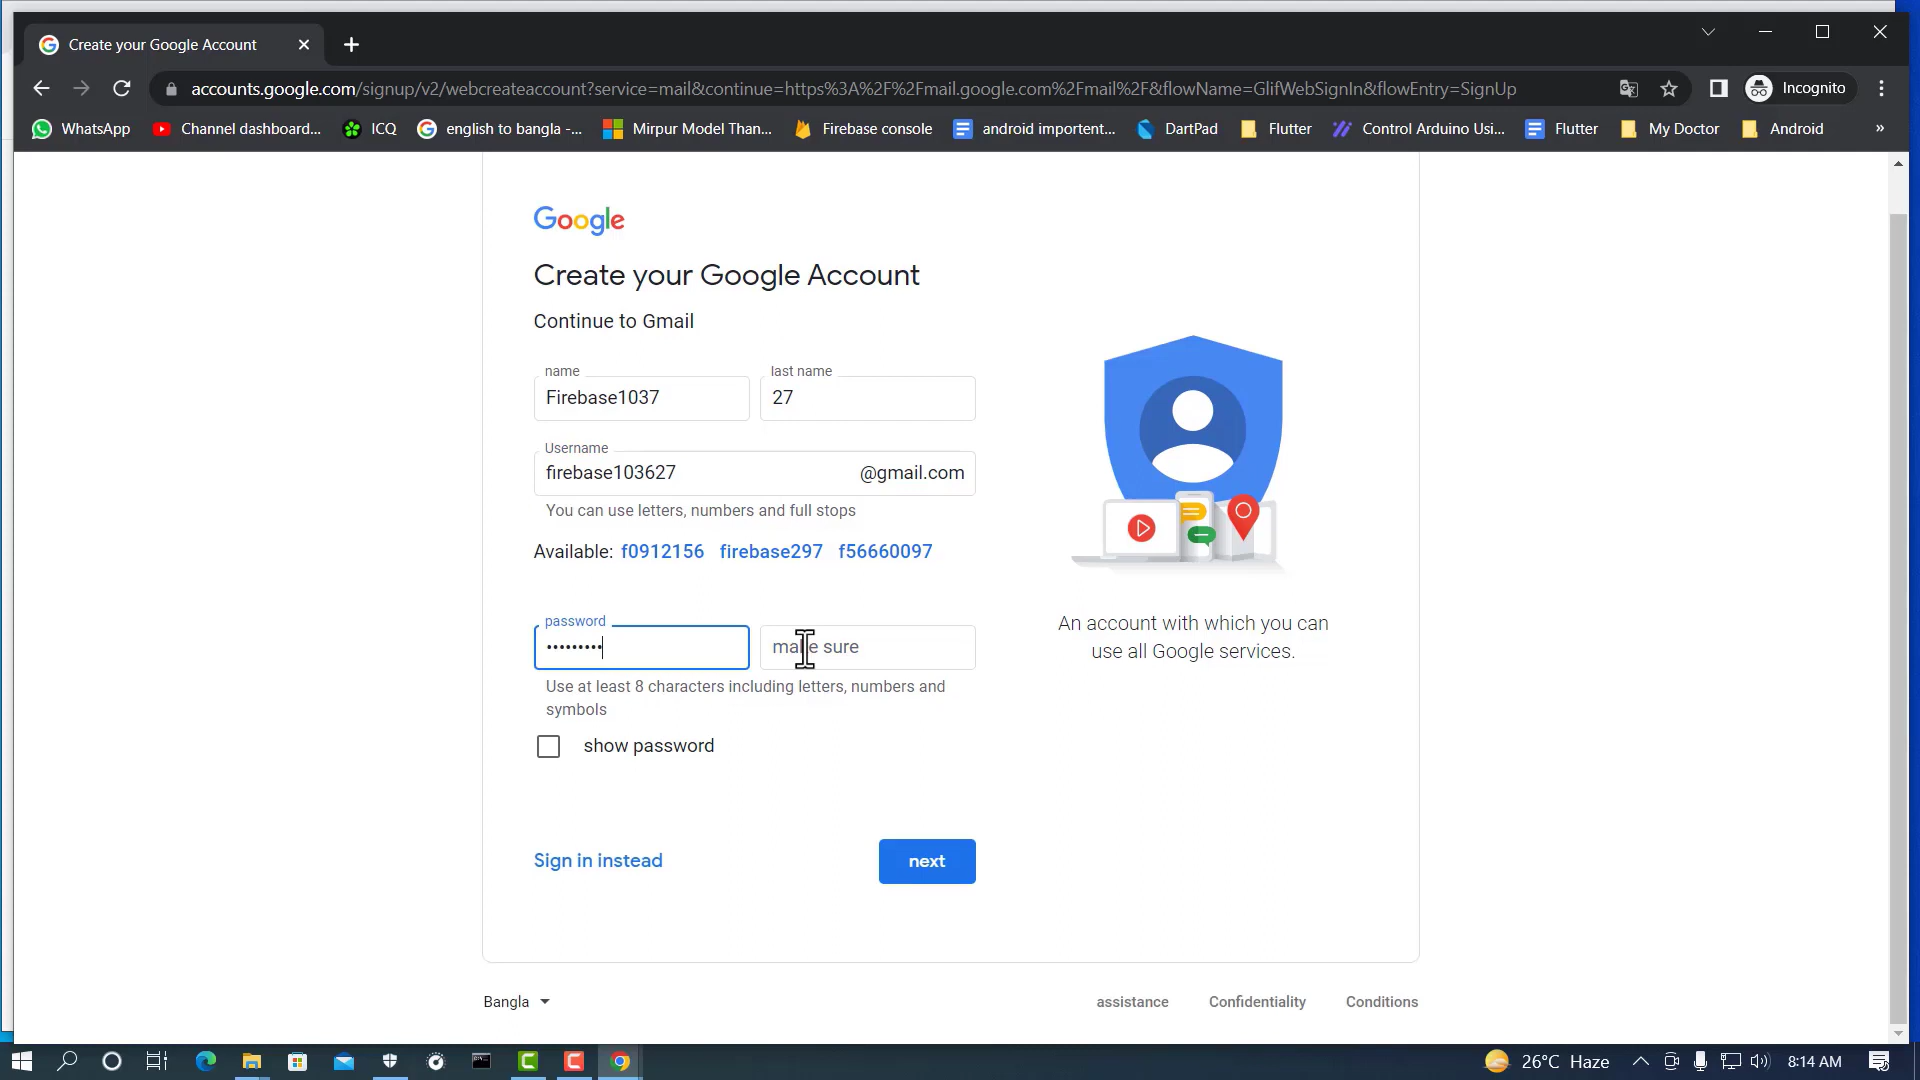 Create your Google Account
accounts.google.com/signup/v2/webcreateaccount?service=mail&continue=https%3A%2F%2Fmail.google.com%2Fmail%2F&flowName=GlifWebSignIn&flowEntry=SignUp
Incognito
WhatsApp
Channel dashboard...
ICQ
english to bangla -...
Mirpur Model Than...
Firebase console
android importent...
DartPad
Flutter
Control Arduino Usi...
Flutter
My Doctor
Android
»
Google
Create your Google Account
Continue to Gmail
name
last name
Firebase1037
27
Username
firebase103627
@gmail.com
You can use letters, numbers and full stops
Available: f0912156 firebase297 f56660097
password
•••••••••
make sure
Use at least 8 characters including letters, numbers and
symbols
show password
Sign in instead
next
An account with which you can
use all Google services.
Bangla
assistance
Confidentiality
Conditions
26°C Haze
8:14 AM